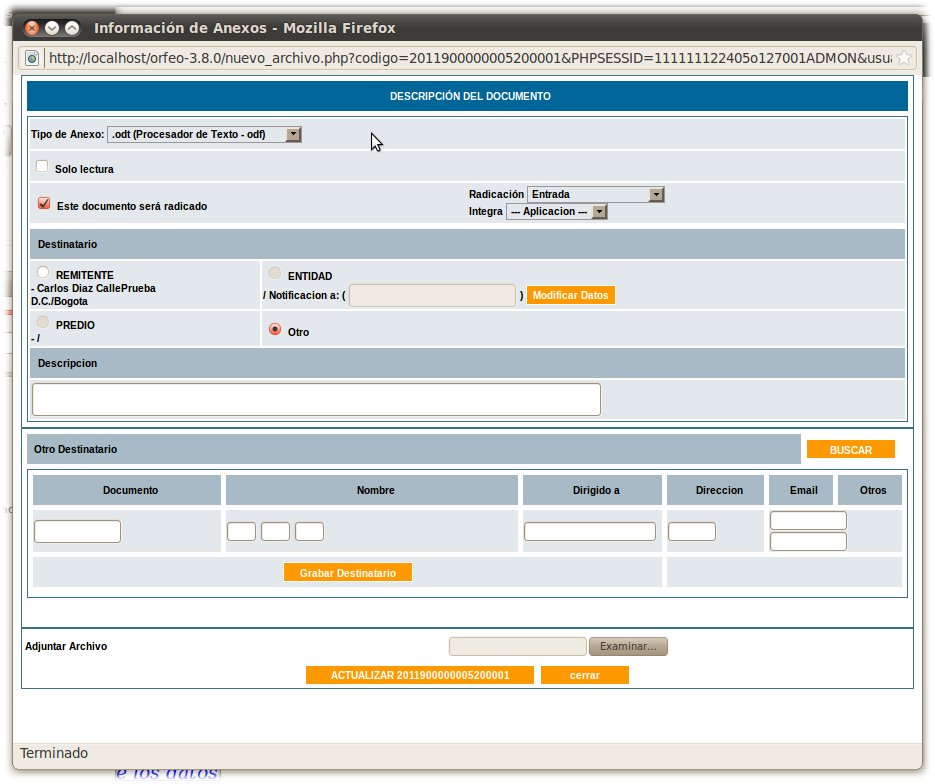 Información de Anexos - Mozilla Firefox
http://localhost/orfeo-3.8.0/nuevo_archivo.php?codigo=2011900000005200001&PHPSESSID=111111122405o127001ADMON&usu
DESCRIPCIÓN DEL DOCUMENTO
Tipo de Anexo: .odt (Procesador de Texto - odf)
Solo lectura
Este documento será radicado
Radicación Entrada
Integra --- Aplicacion ---
Destinatario
REMITENTE
- Carlos Diaz CallePrueba
D.C./Bogota
ENTIDAD
/ Notificacion a: ( ) Modificar Datos
PREDIO
- /
Otro
Descripcion
Otro Destinatario BUSCAR
Documento Nombre Dirigido a Direccion Email Otros
Grabar Destinatario
Adjuntar Archivo Examinar...
ACTUALIZAR 2011900000005200001 cerrar
Terminado
e los datos